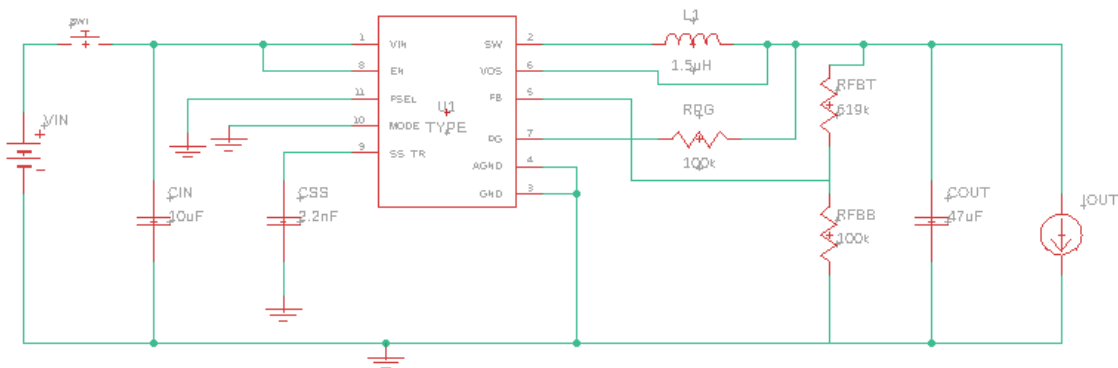 SW1
VIN
CIN
10uF
CSS
2.2nF
1 VIN
8 EN
11 PSEL
10 MODE
9 SS TR
U1
TYPE
SW 2
VOS 6
FB 5
PG 7
AGND 4
GND 3
L1
1.5uH
RPG
100k
RFBT
619k
RFBB
100k
COUT
47uF
IOUT